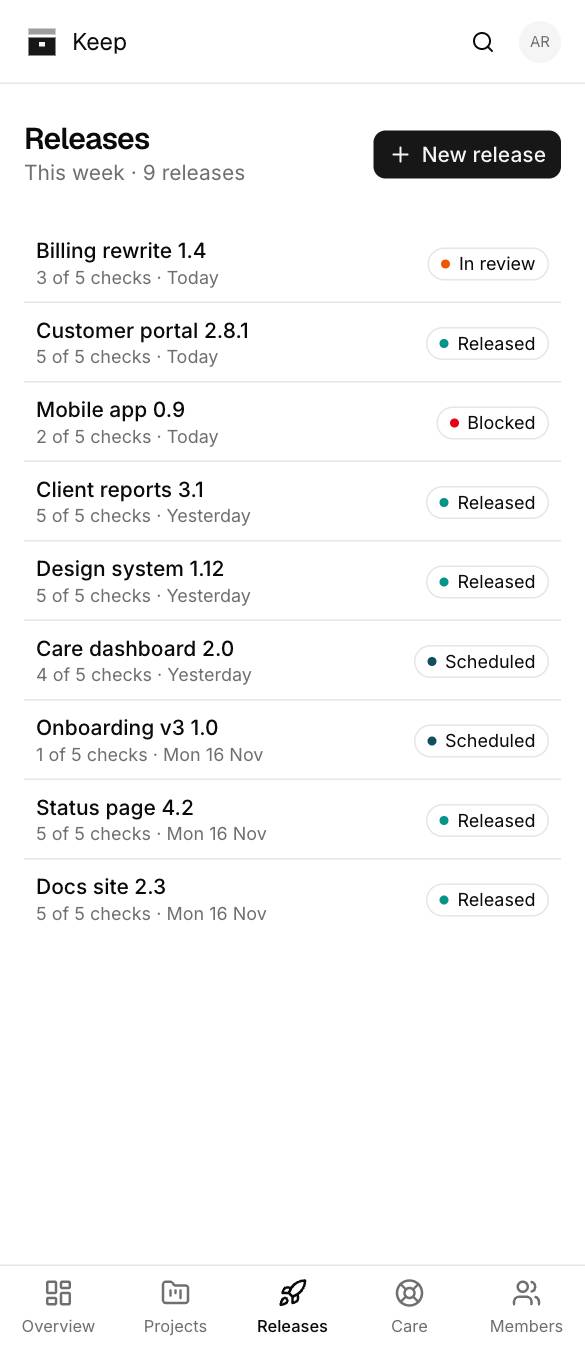 Keep
AR
Releases
This week · 9 releases
New release
Billing rewrite 1.4
3 of 5 checks · Today
In review
Customer portal 2.8.1
5 of 5 checks · Today
Released
Mobile app 0.9
2 of 5 checks · Today
Blocked
Client reports 3.1
5 of 5 checks · Yesterday
Released
Design system 1.12
5 of 5 checks · Yesterday
Released
Care dashboard 2.0
4 of 5 checks · Yesterday
Scheduled
Onboarding v3 1.0
1 of 5 checks · Mon 16 Nov
Scheduled
Status page 4.2
5 of 5 checks · Mon 16 Nov
Released
Docs site 2.3
5 of 5 checks · Mon 16 Nov
Released
Overview
Projects
Releases
Care
Members